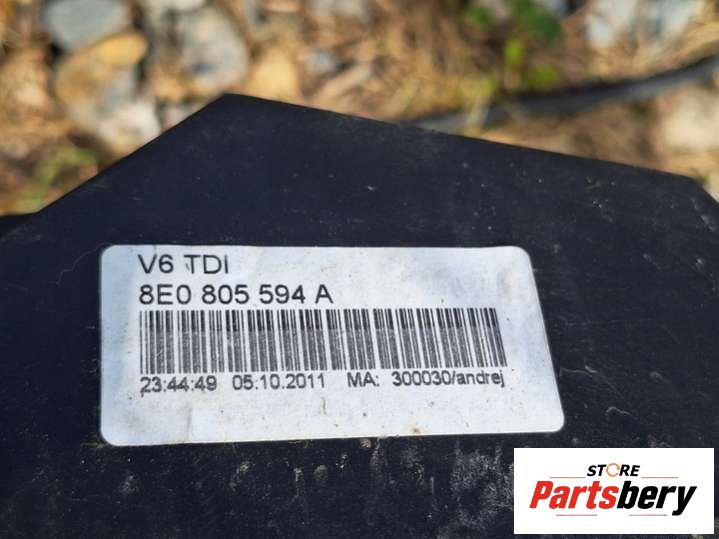 V6 TDI
8E0 805 594 A
23:44:49 05.10.2011 MA: 300030/andrej
STORE
Partsbery